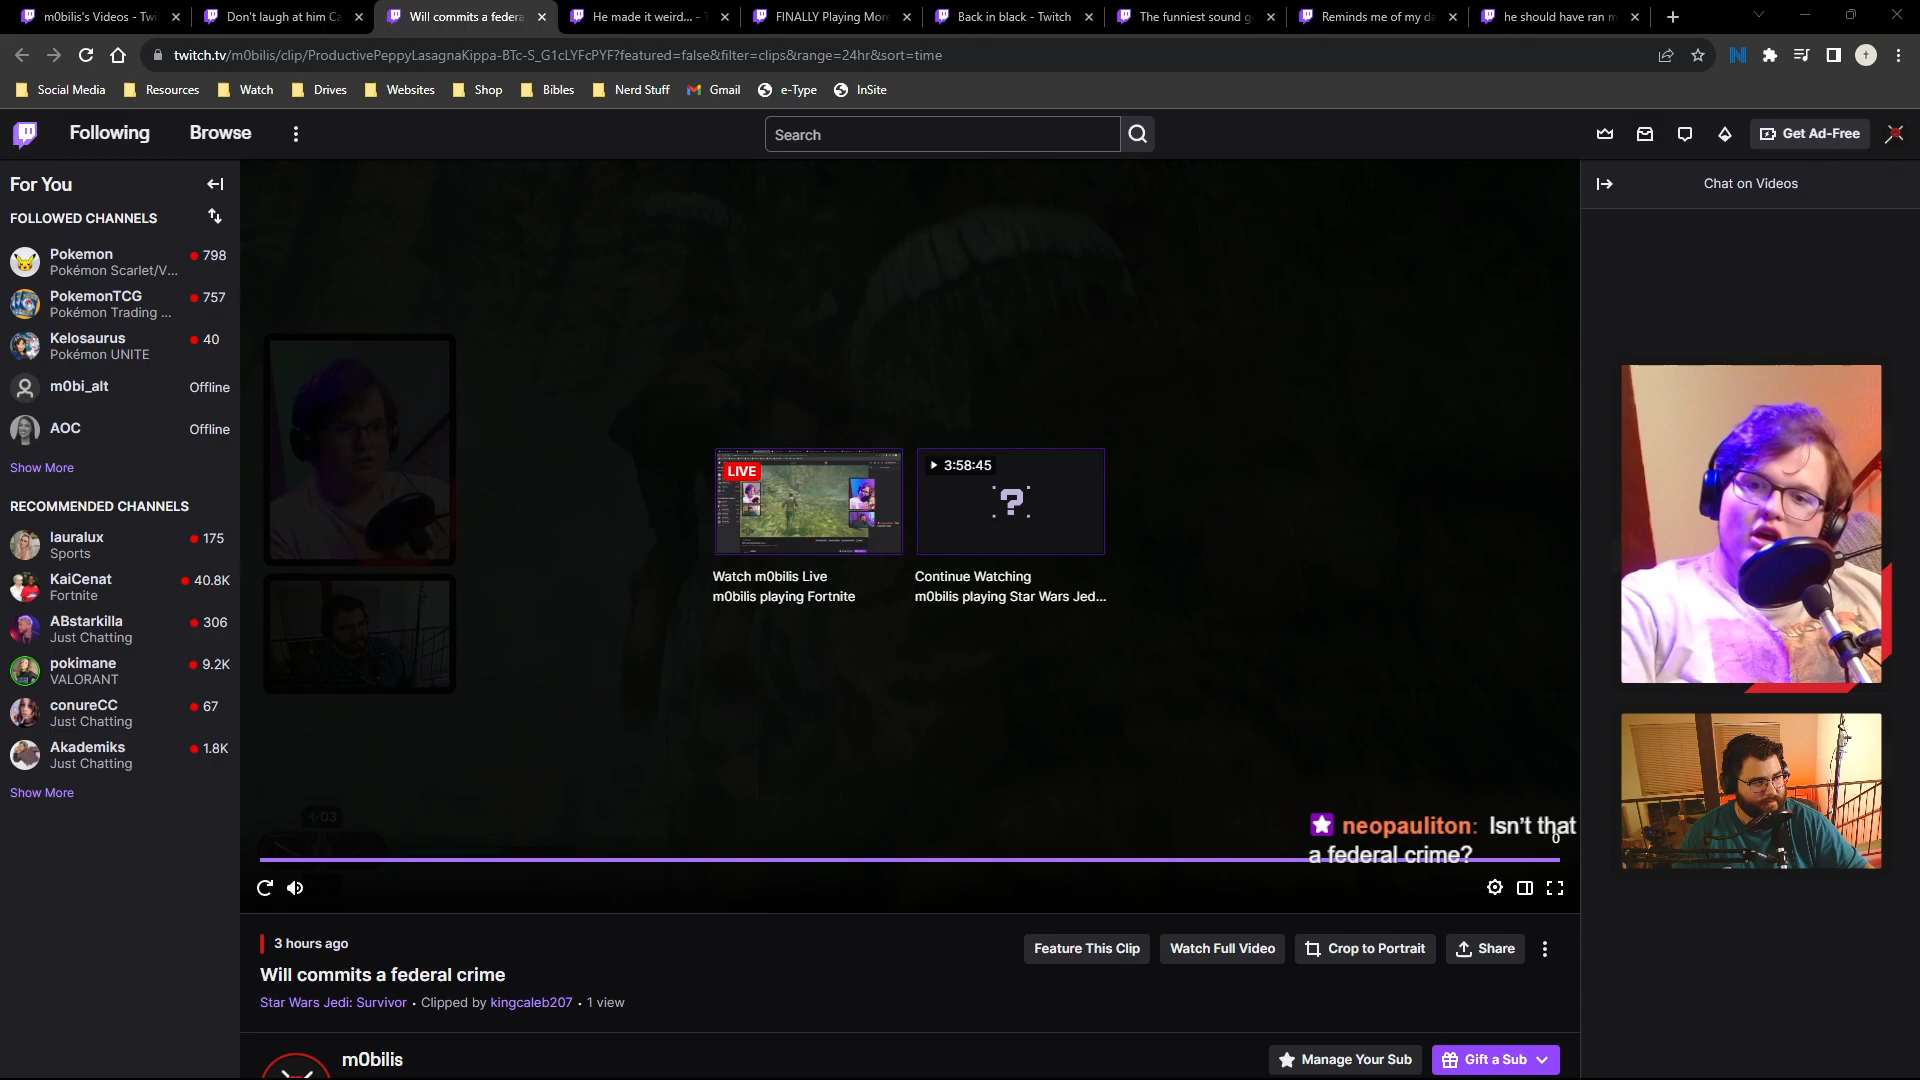 m0bilis's Videos - Twi
Don't laugh at him Ca
Will commits a federa
He made it weird... - T
FINALLY Playing More
Back in black - Twitch
The funniest sound g
Reminds me of my da
he should have ran m
twitch.tv/m0bilis/clip/ProductivePeppyLasagnaKippa-BTc-S_G1cLYFcPYF?featured=false&filter=clips&range=24hr&sort=time
Social Media
Resources
Watch
Drives
Websites
Shop
Bibles
Nerd Stuff
Gmail
e-Type
InSite
Following
Browse
Search
Get Ad-Free
For You
FOLLOWED CHANNELS
Pokemon
798
Pokémon Scarlet/V...
PokemonTCG
757
Pokémon Trading ...
Kelosaurus
40
Pokémon UNITE
m0bi_alt
Offline
AOC
Offline
Show More
RECOMMENDED CHANNELS
lauralux
175
Sports
KaiCenat
40.8K
Fortnite
ABstarkilla
306
Just Chatting
pokimane
9.2K
VALORANT
conureCC
67
Just Chatting
Akademiks
1.8K
Just Chatting
Show More
Chat on Videos
LIVE
3:58:45
Watch m0bilis Live
m0bilis playing Fortnite
Continue Watching
m0bilis playing Star Wars Jed...
neopauliton: Isn't that
a federal crime?
3 hours ago
Will commits a federal crime
Star Wars Jedi: Survivor • Clipped by kingcaleb207 • 1 view
Feature This Clip
Watch Full Video
Crop to Portrait
Share
m0bilis
Manage Your Sub
Gift a Sub